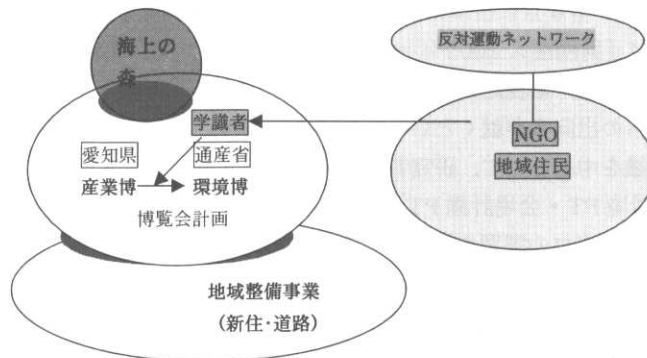 海上の
森
反対運動ネットワーク
学識者
NGO
愛知県
通産省
地域住民
産業博
環境博
博覧会計画
地域整備事業
(新住・道路)